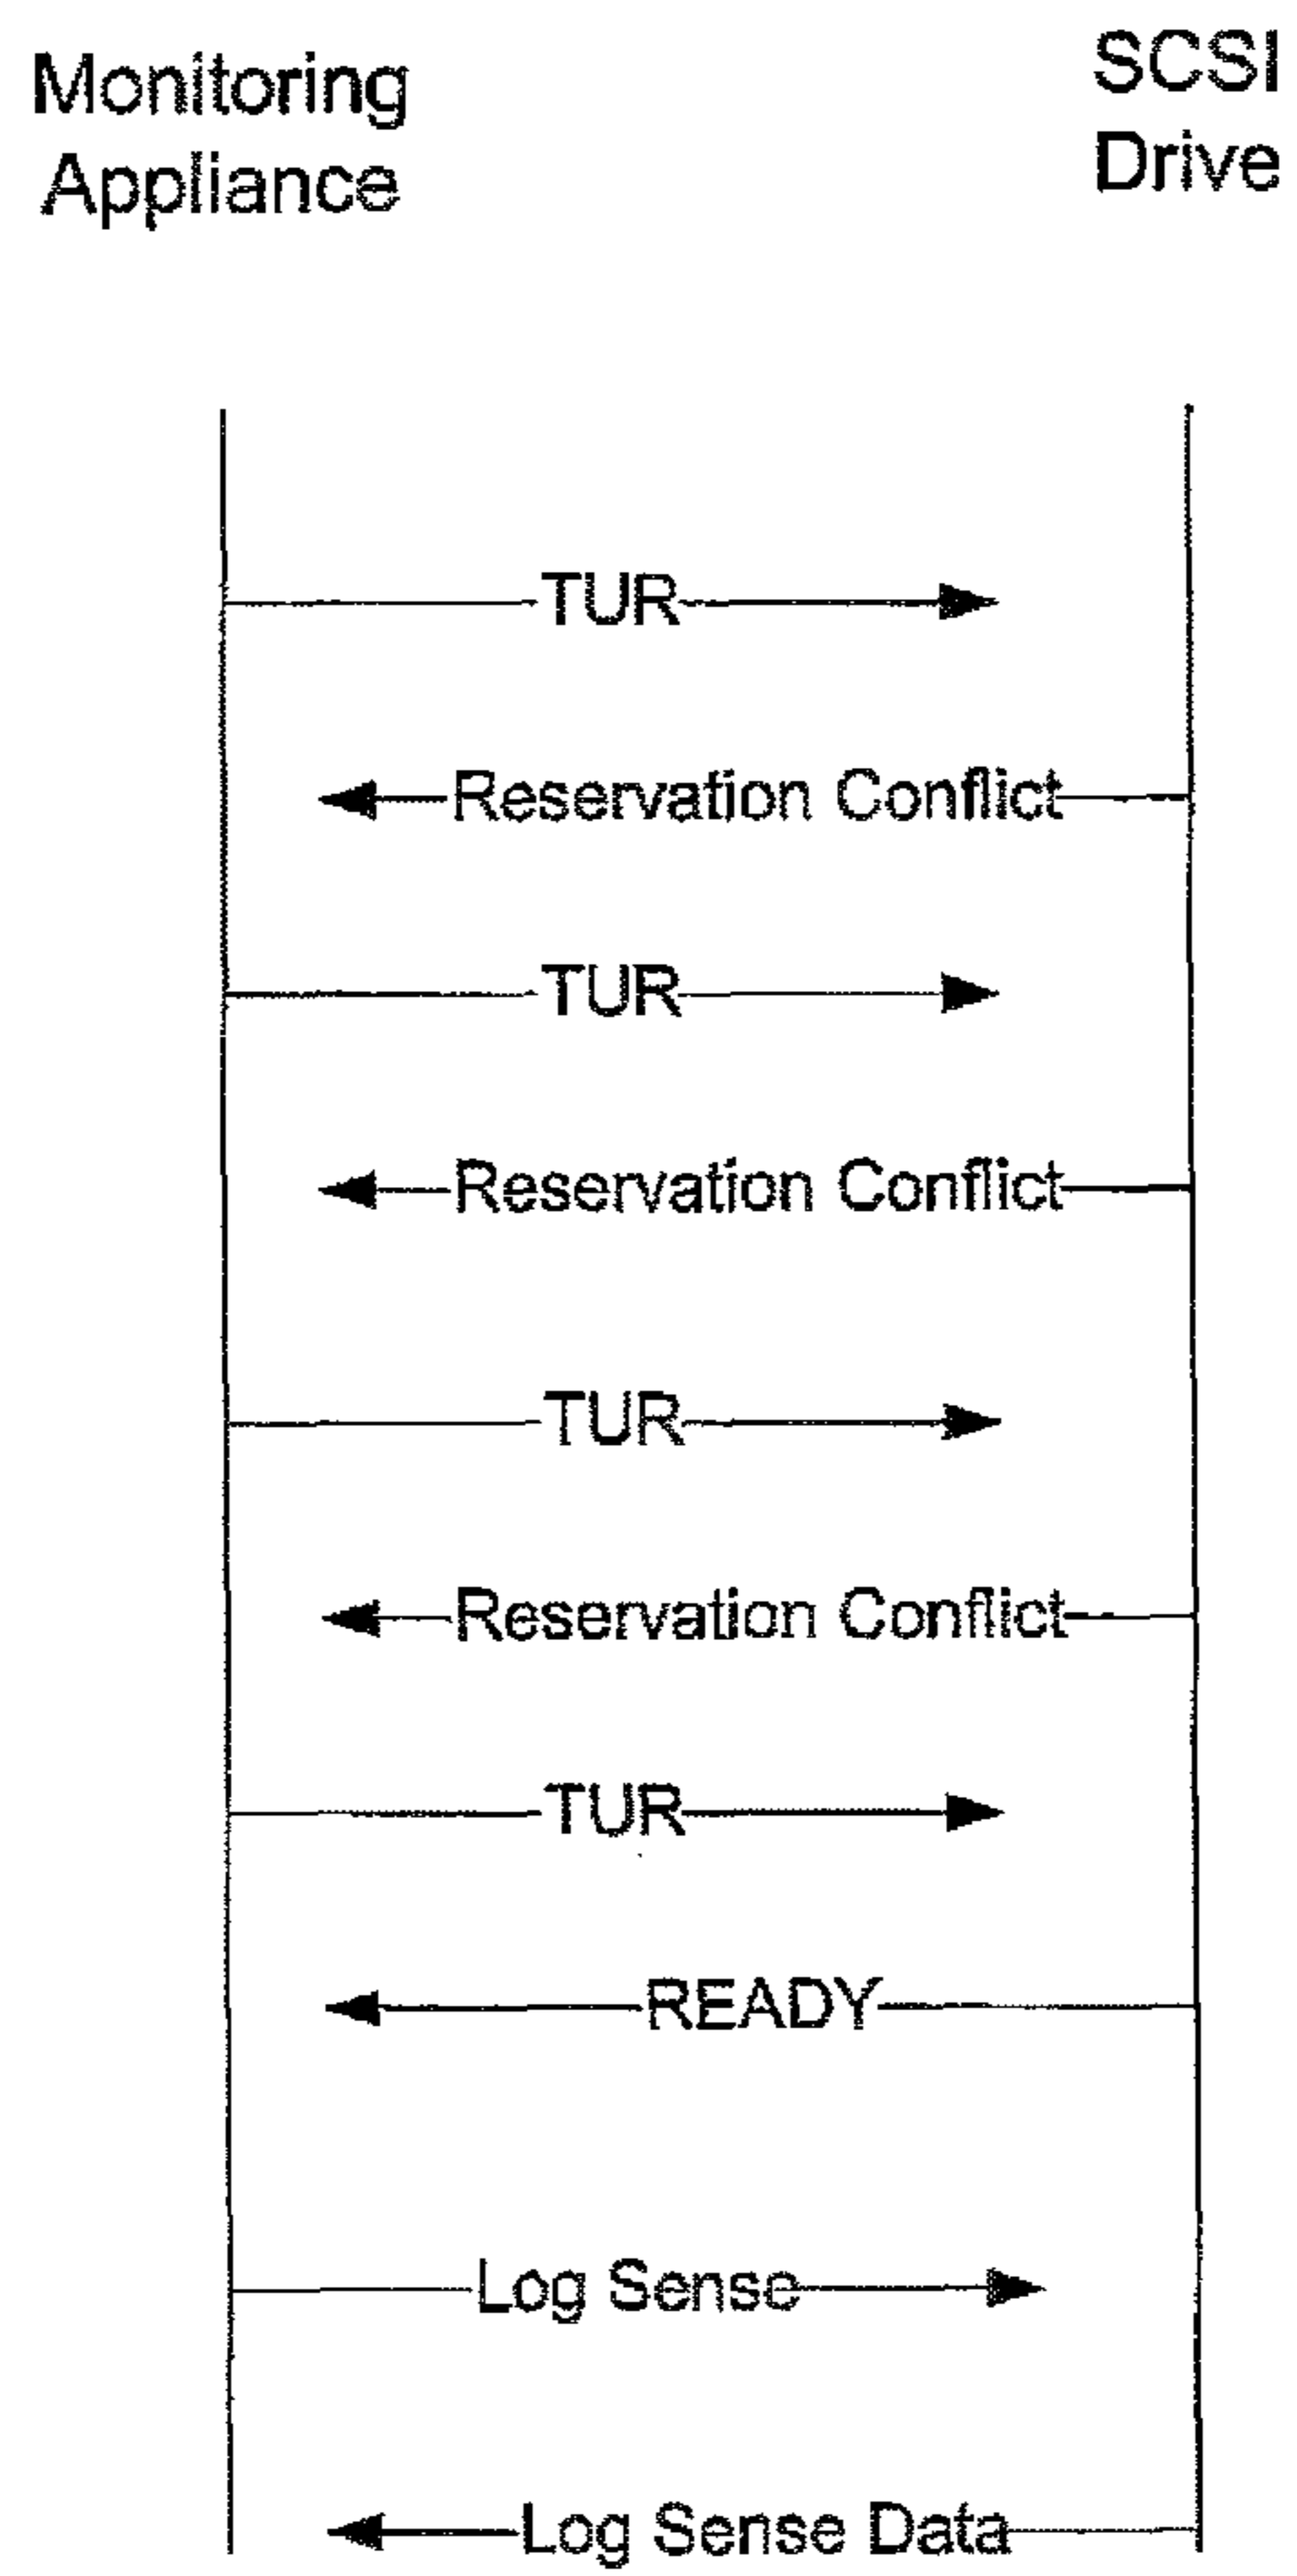 Monitoring
Appliance
SCSI
Drive
TUR
Reservation Conflict
TUR
Reservation Conflict
TUR
Reservation Conflict
TUR
READY
Log Sense
Log Sense Data